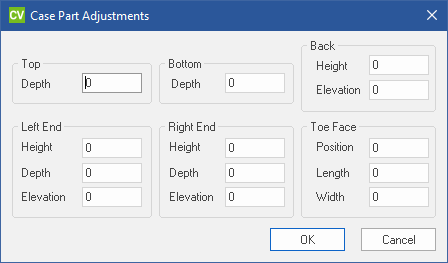 CV Case Part Adjustments
Top
Depth 0
Bottom
Depth 0
Back
Height 0
Elevation 0
Left End
Height 0
Depth 0
Elevation 0
Right End
Height 0
Depth 0
Elevation 0
Toe Face
Position 0
Length 0
Width 0
OK
Cancel